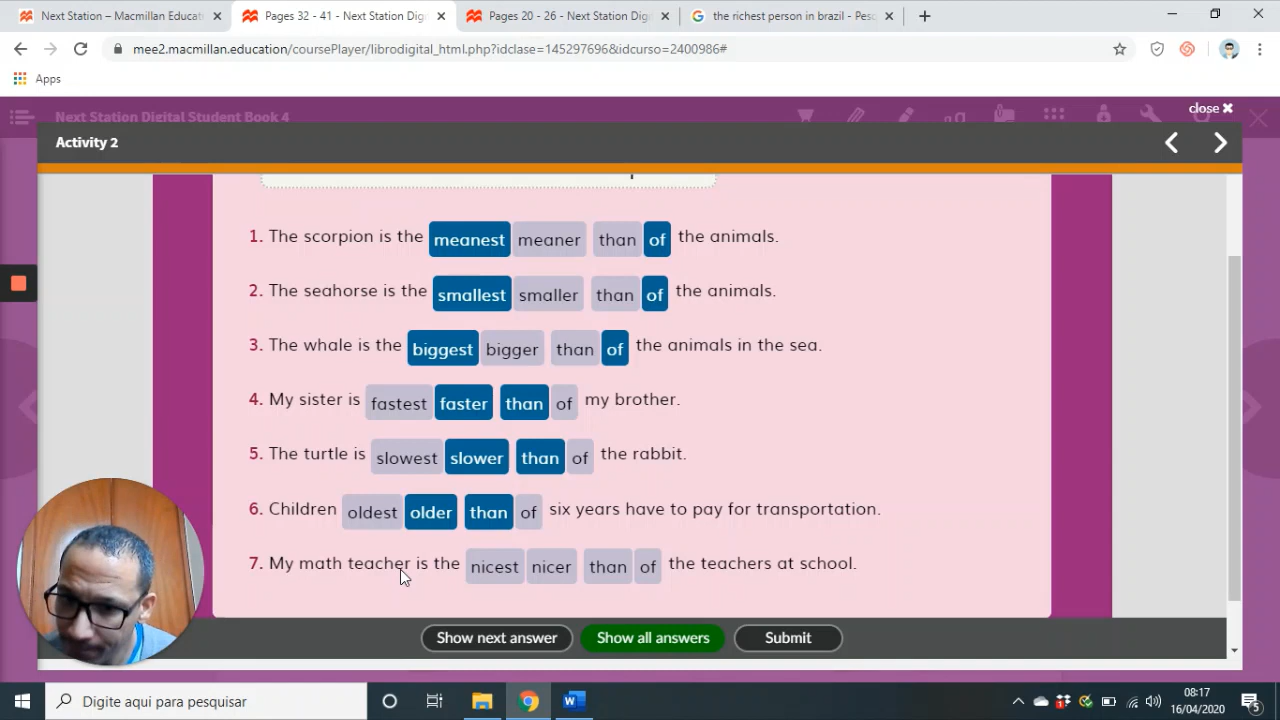 Next Station – Macmillan Educati
Pages 32 - 41 - Next Station Digit
Pages 20 - 26 - Next Station Digit
the richest person in brazil - Pesq
mee2.macmillan.education/coursePlayer/librodigital_html.php?idclase=145297696&idcurso=2400986#
Apps
close ✖
Next Station Digital Student Book 4
Activity 2
1. The scorpion is the meanest meaner than of the animals.
2. The seahorse is the smallest smaller than of the animals.
3. The whale is the biggest bigger than of the animals in the sea.
4. My sister is fastest faster than of my brother.
5. The turtle is slowest slower than of the rabbit.
6. Children oldest older than of six years have to pay for transportation.
7. My math teacher is the nicest nicer than of the teachers at school.
Show next answer Show all answers Submit
Digite aqui para pesquisar
08:17
16/04/2020
5